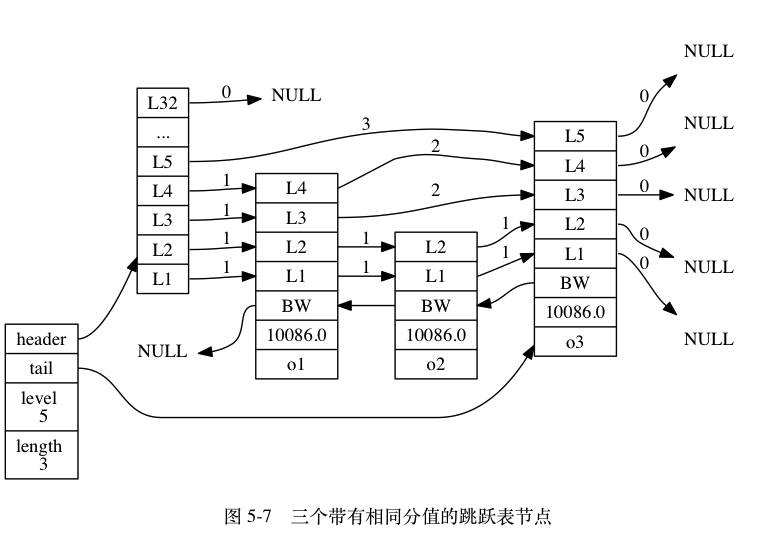 NULL
NULL
NULL
NULL
NULL
NULL
NULL
0
0
0
0
0
0
3
2
2
1
1
1
1
1
1
1
1
L32
...
L5
L4
L3
L2
L1
L4
L3
L2
L1
BW
10086.0
o1
L2
L1
BW
10086.0
o2
L5
L4
L3
L2
L1
BW
10086.0
o3
header
tail
level
5
length
3
图 5-7 三个带有相同分值的跳跃表节点